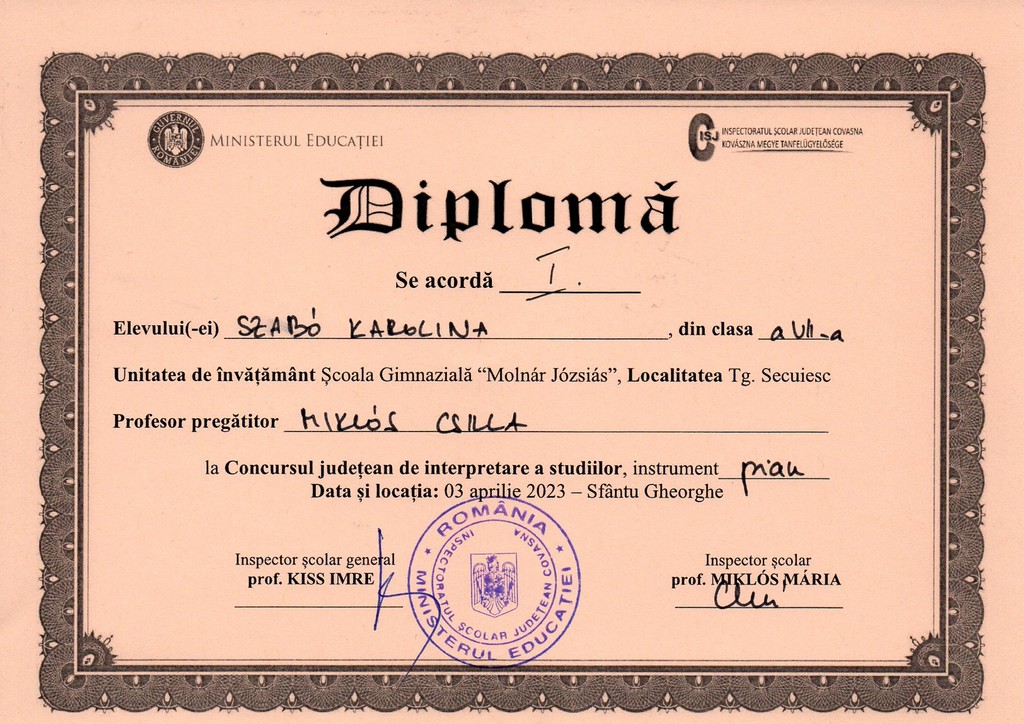 GUVERNUL ROMÂNIEI
MINISTERUL EDUCAȚIEI
CISJ
INSPECTORATUL ȘCOLAR JUDEȚEAN COVASNA
KOVÁSZNA MEGYE TANFELÜGYELŐSÉGE
Diplomă
Se acordă I.
Elevului(-ei) SZABÓ KAROLINA, din clasa a VII-a
Unitatea de învățământ Școala Gimnazială “Molnár Józsiás”, Localitatea Tg. Secuiesc
Profesor pregătitor MIKLÓS CSILLA
la Concursul județean de interpretare a studiilor, instrument pian
Data și locația: 03 aprilie 2023 – Sfântu Gheorghe
Inspector școlar general
prof. KISS IMRE
Inspector școlar
prof. MIKLÓS MÁRIA
ROMÂNIA
MINISTERUL EDUCAȚIEI
INSPECTORATUL ȘCOLAR JUDEȚEAN COVASNA